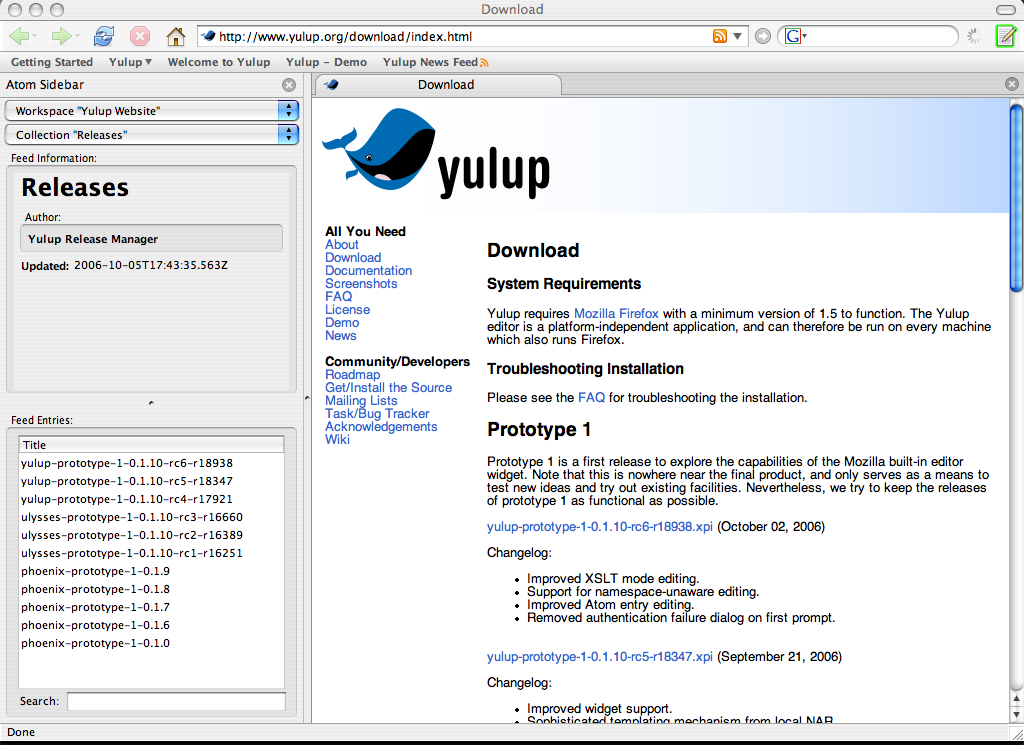 Download
http://www.yulup.org/download/index.html
G
Getting Started Yulup Welcome to Yulup Yulup - Demo Yulup News Feed
Atom Sidebar
Download
Workspace "Yulup Website"
Collection "Releases"
Feed Information:
Releases
Author:
Yulup Release Manager
Updated: 2006-10-05T17:43:35.563Z
Feed Entries:
Title
yulup-prototype-1-0.1.10-rc6-r18938
yulup-prototype-1-0.1.10-rc5-r18347
yulup-prototype-1-0.1.10-rc4-r17921
ulysses-prototype-1-0.1.10-rc3-r16660
ulysses-prototype-1-0.1.10-rc2-r16389
ulysses-prototype-1-0.1.10-rc1-r16251
phoenix-prototype-1-0.1.9
phoenix-prototype-1-0.1.8
phoenix-prototype-1-0.1.7
phoenix-prototype-1-0.1.6
phoenix-prototype-1-0.1.0
Search:
yulup
All You Need
About
Download
Documentation
Screenshots
FAQ
License
Demo
News
Community/Developers
Roadmap
Get/Install the Source
Mailing Lists
Task/Bug Tracker
Acknowledgements
Wiki
Download
System Requirements
Yulup requires Mozilla Firefox with a minimum version of 1.5 to function. The Yulup
editor is a platform-independent application, and can therefore be run on every machine
which also runs Firefox.
Troubleshooting Installation
Please see the FAQ for troubleshooting the installation.
Prototype 1
Prototype 1 is a first release to explore the capabilities of the Mozilla built-in editor
widget. Note that this is nowhere near the final product, and only serves as a means to
test new ideas and try out existing facilities. Nevertheless, we try to keep the releases
of prototype 1 as functional as possible.
yulup-prototype-1-0.1.10-rc6-r18938.xpi (October 02, 2006)
Changelog:
• Improved XSLT mode editing.
• Support for namespace-unaware editing.
• Improved Atom entry editing.
• Removed authentication failure dialog on first prompt.
yulup-prototype-1-0.1.10-rc5-r18347.xpi (September 21, 2006)
Changelog:
• Improved widget support.
• Sophisticated templating mechanism from local NAR
Done